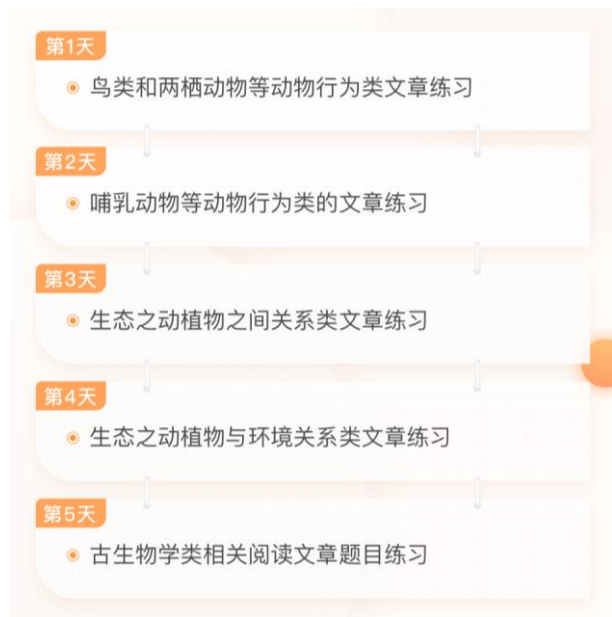 第1天
鸟类和两栖动物等动物行为类文章练习
第2天
哺乳动物等动物行为类的文章练习
第3天
生态之动植物之间关系类文章练习
第4天
生态之动植物与环境关系类文章练习
第5天
古生物学类相关阅读文章题目练习